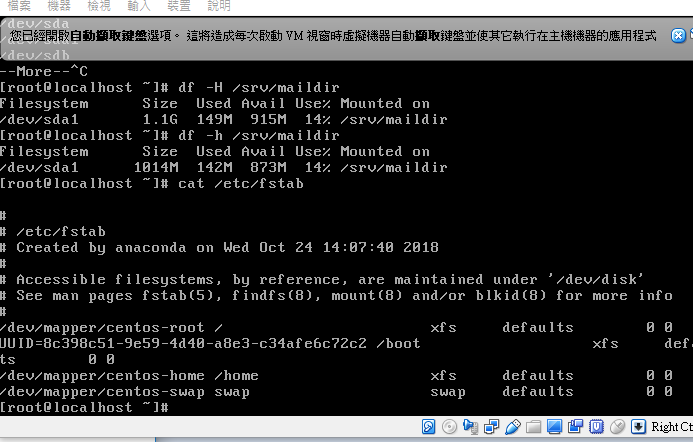 檔案 機器 檢視 輸入 裝置 說明
/dev/sda
您已經開啟自動擷取鍵盤選項。 這將造成每次啟動 VM 視窗時虛擬機器自動擷取鍵盤並使其它執行在主機機器的應用程式
/dev/sdb
--More--^C
[root@localhost ~]# df -H /srv/maildir
Filesystem      Size  Used Avail Use% Mounted on
/dev/sda1       1.1G  149M  915M  14% /srv/maildir
[root@localhost ~]# df -h /srv/maildir
Filesystem      Size  Used Avail Use% Mounted on
/dev/sda1      1014M  142M  873M  14% /srv/maildir
[root@localhost ~]# cat /etc/fstab
#
# /etc/fstab
# Created by anaconda on Wed Oct 24 14:07:40 2018
#
# Accessible filesystems, by reference, are maintained under '/dev/disk'
# See man pages fstab(5), findfs(8), mount(8) and/or blkid(8) for more info
#
/dev/mapper/centos-root /                       xfs     defaults        0 0
UUID=8c398c51-9e59-4d40-a8e3-c34afe6c72c2 /boot                   xfs     defau
ts        0 0
/dev/mapper/centos-home /home                   xfs     defaults        0 0
/dev/mapper/centos-swap swap                    swap    defaults        0 0
[root@localhost ~]#
Right Ct